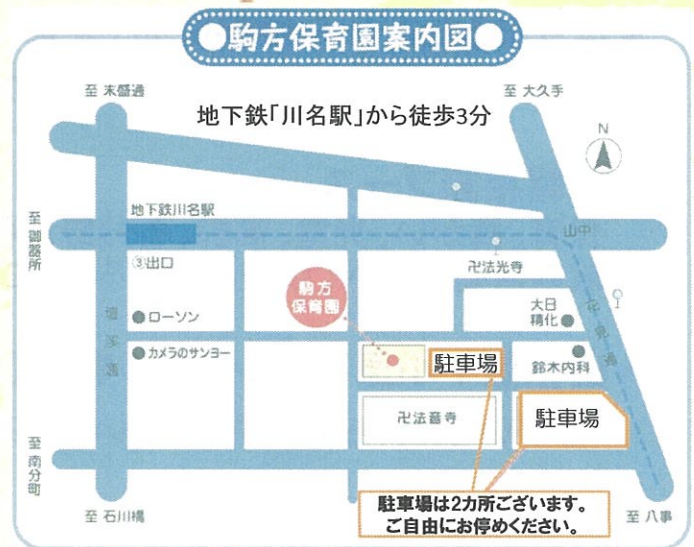 駒方保育園案内図
至 末盛通
至 大久手
地下鉄「川名駅」から徒歩3分
N
地下鉄川名駅
至 御器所
山中
③出口
卍法光寺
駒方
保育園
大日
精化
ローソン
カメラのサンヨー
駐車場
鈴木内科
卍法音寺
駐車場
至 南分町
駐車場は2カ所ございます。
ご自由にお停めください。
至 石川橋
至 八事